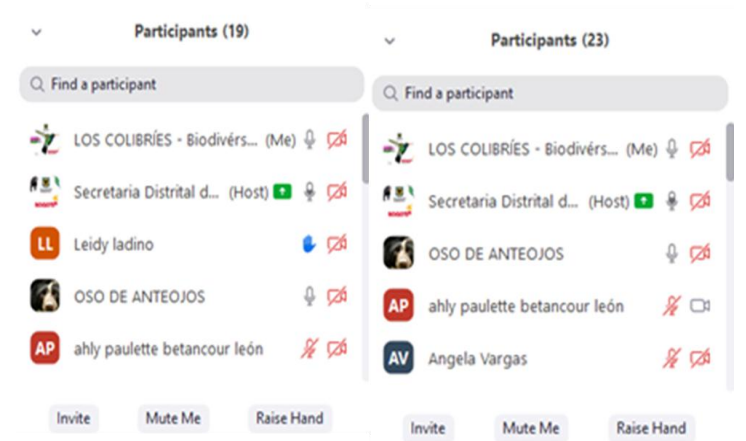 Participants (19)
Find a participant
LOS COLIBRÍES - Biodivérs... (Me)
Secretaria Distrital d... (Host)
LL Leidy ladino
OSO DE ANTEOJOS
AP ahly paulette betancour león
Invite Mute Me Raise Hand
Participants (23)
Find a participant
LOS COLIBRÍES - Biodivérs... (Me)
Secretaria Distrital d... (Host)
OSO DE ANTEOJOS
AP ahly paulette betancour león
AV Angela Vargas
Invite Mute Me Raise Hand